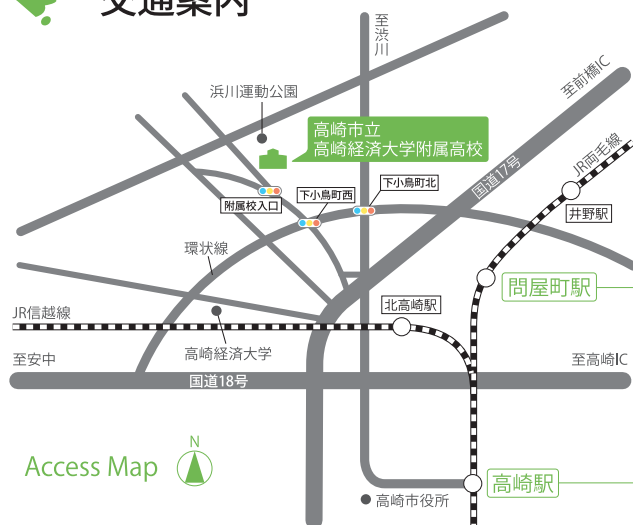 交通案内
至渋川
至前橋IC
浜川運動公園
高崎市立
高崎経済大学附属高校
国道17号
JR両毛線
附属校入口
下小鳥町西
下小鳥町北
井野駅
環状線
問屋町駅
JR信越線
北高崎駅
高崎経済大学
至安中
至高崎IC
国道18号
N
Access Map
高崎駅
高崎市役所